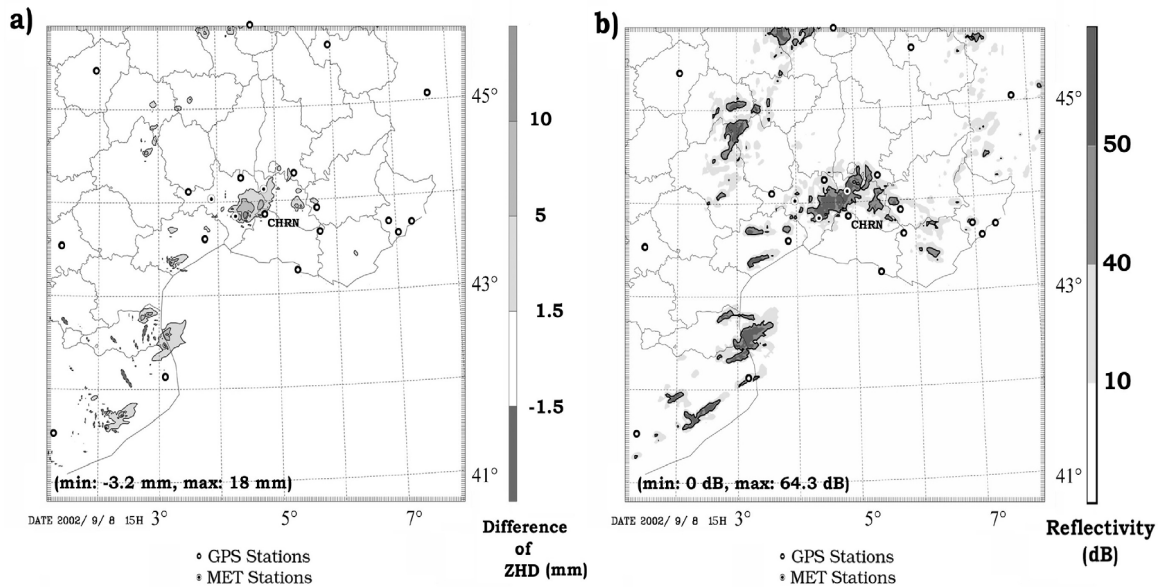 a)
CHRN
45°
43°
41°
(min: -3.2 mm, max: 18 mm)
DATE 2002/ 9/ 8 15H
3°
5°
7°
GPS Stations
MET Stations
10
5
1.5
-1.5
Difference
of
ZHD (mm)
b)
CHRN
45°
43°
41°
(min: 0 dB, max: 64.3 dB)
DATE 2002/ 9/ 8 15H
3°
5°
7°
GPS Stations
MET Stations
50
40
10
Reflectivity
(dB)